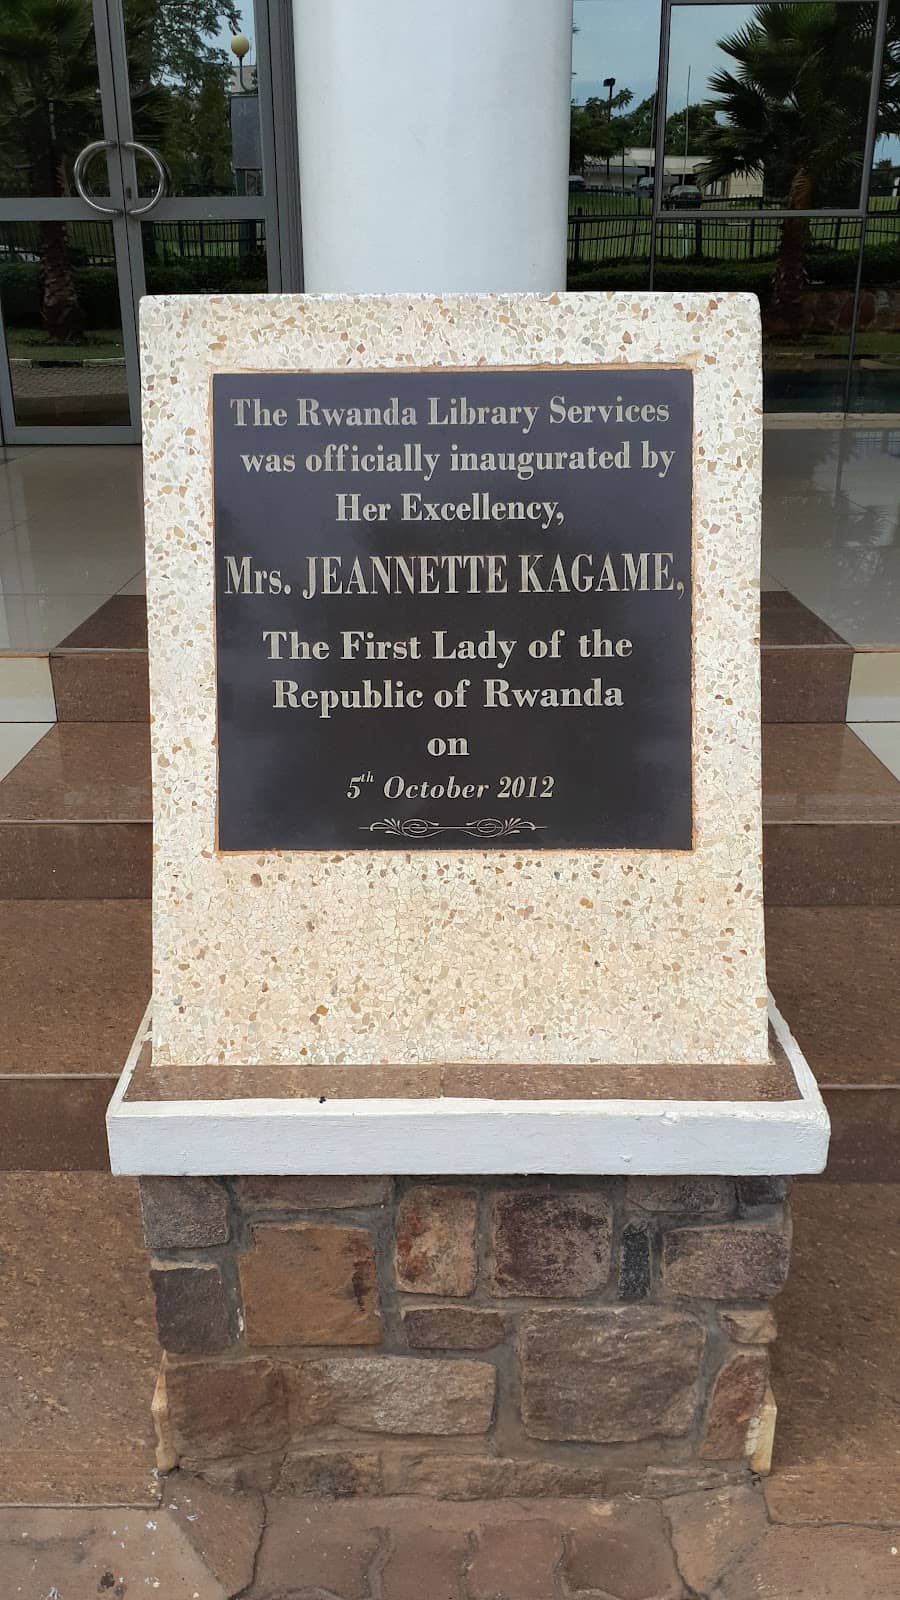 The Rwanda Library Services
was officially inaugurated by
Her Excellency,
Mrs. JEANNETTE KAGAME,
The First Lady of the
Republic of Rwanda
on
5th October 2012